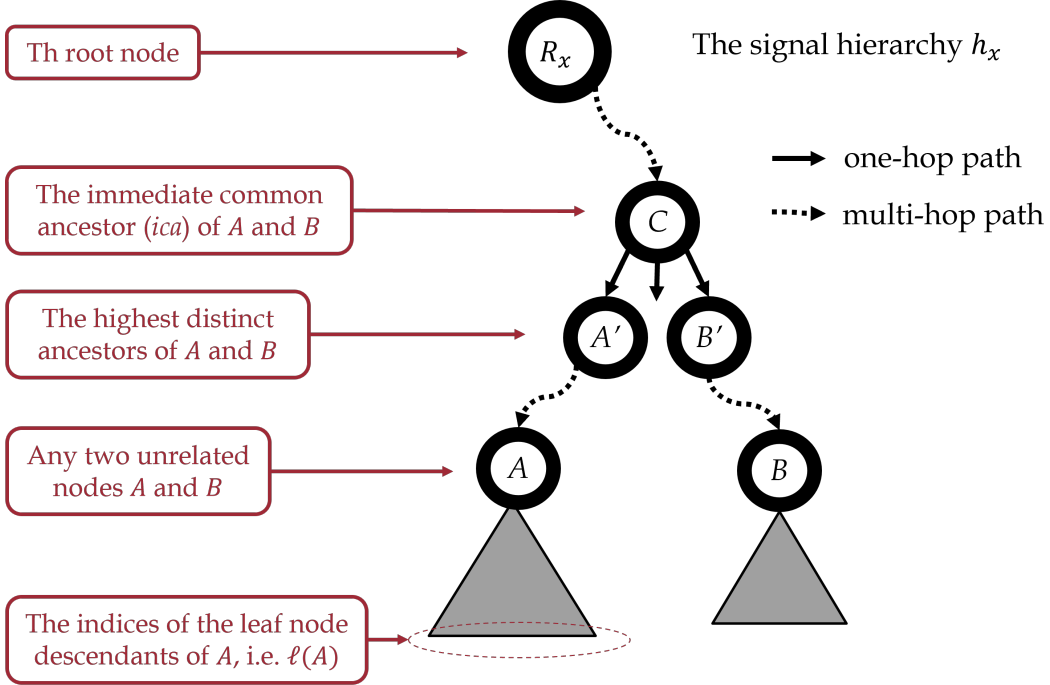 Th root node
R_x
The signal hierarchy h_x
one-hop path
multi-hop path
The immediate common
ancestor (ica) of A and B
C
The highest distinct
ancestors of A and B
A′
B′
Any two unrelated
nodes A and B
A
B
The indices of the leaf node
descendants of A, i.e. ℓ(A)